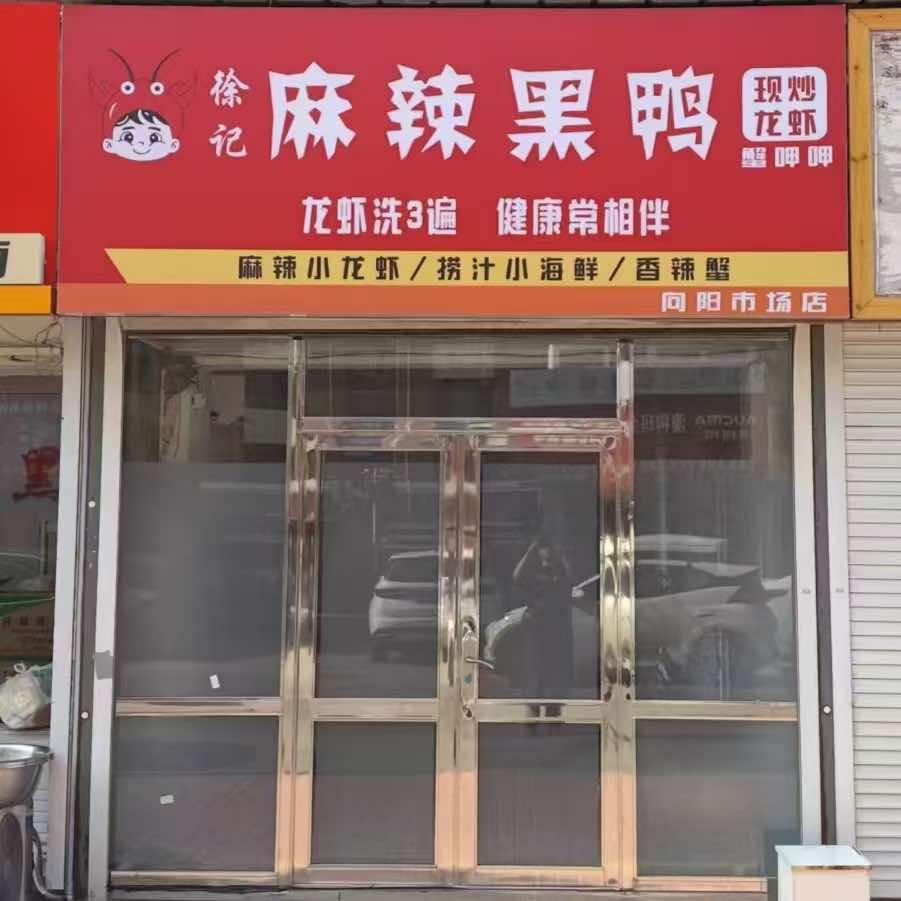 徐记
麻辣黑鸭
现炒
龙虾
蟹呷呷
龙虾洗3遍 健康常相伴
麻辣小龙虾/捞汁小海鲜/香辣蟹
向阳市场店
AUCMA
黑